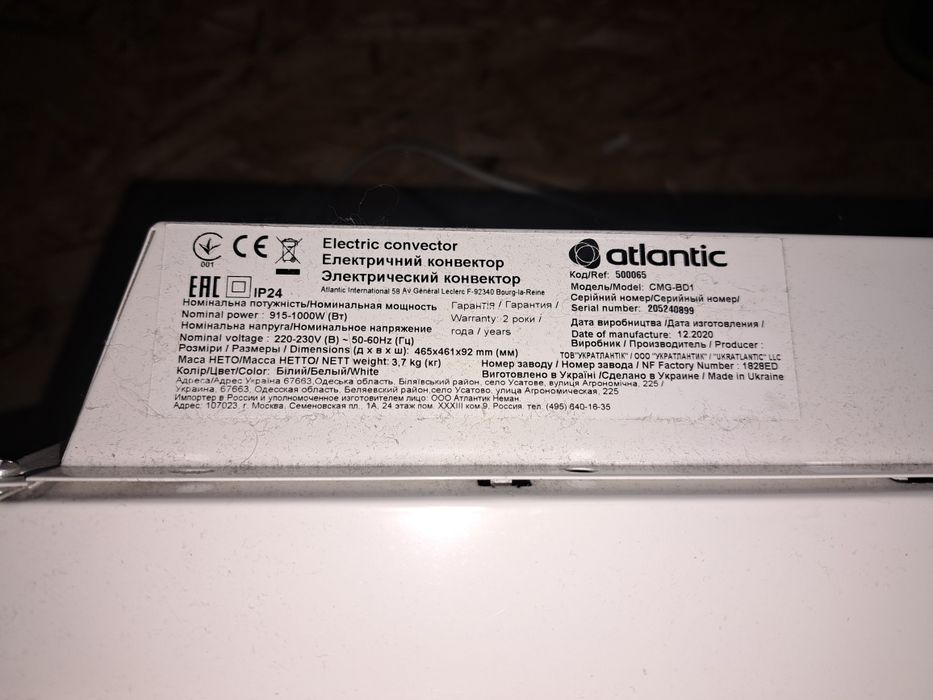 001
CE
EAC
IP24
Electric convector
Електричний конвектор
Электрический конвектор
Atlantic International 58 Av Général Leclerc F-92340 Bourg-la-Reine
Номінальна потужність/Номинальная мощность
Nominal power : 915-1000W (Вт)
Номінальна напруга/Номинальное напряжение
Nominal voltage : 220-230V (В) ~ 50-60Hz (Гц)
Розміри / Размеры / Dimensions (д x в x ш): 465x461x92 mm (мм)
Маса НЕТО/Масса НЕТТО/ NETT weight: 3,7 kg (кг)
Колір/Цвет/Color: Білий/Белый/White
Гарантія / Гарантия /
Warranty: 2 роки /
года / years
atlantic
Код/Ref: 500065
Модель/Model: CMG-BD1
Серійний номер/Серийный номер/
Serial number: 205240899
Дата виробництва /Дата изготовления /
Date of manufacture: 12.2020
Виробник / Производитель / Producer :
ТОВ"УКРАТЛАНТИК" / ООО "УКРАТЛАНТИК" / "UKRATLANTIC" LLC
Номер заводу / Номер завода / NF Factory Number : 1828ED
Виготовлено в Україні /Сделано в Украине / Made in Ukraine
Адреса/Адрес Україна 67663,Одеська область, Біляївський район, село Усатове, вулиця Агрономічна, 225 /
Украина, 67663, Одесская область, Беляевский район,село Усатово, улица Агрономическая, 225
Импортер в России и уполномоченное изготовителем лицо: ООО Атлантик Неман.
Адрес: 107023, г. Москва, Семеновская пл., 1А, 24 этаж пом. XXXIII ком.9, Россия, тел. (495) 640-16-35